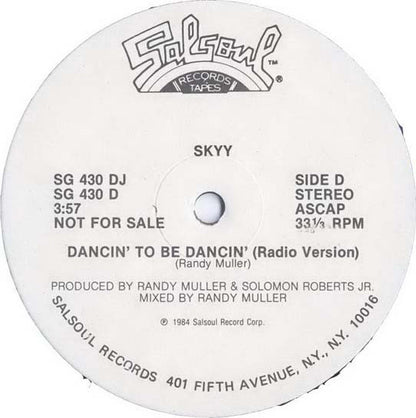 Salsoul ™
RECORDS ®
TAPES
SKYY
SG 430 DJ
SG 430 D
3:57
NOT FOR SALE
SIDE D
STEREO
ASCAP
33⅓ RPM
DANCIN' TO BE DANCIN' (Radio Version)
(Randy Muller)
PRODUCED BY RANDY MULLER & SOLOMON ROBERTS JR.
MIXED BY RANDY MULLER
℗ 1984 Salsoul Record Corp.
SALSOUL RECORDS 401 FIFTH AVENUE, N.Y., N.Y. 10016